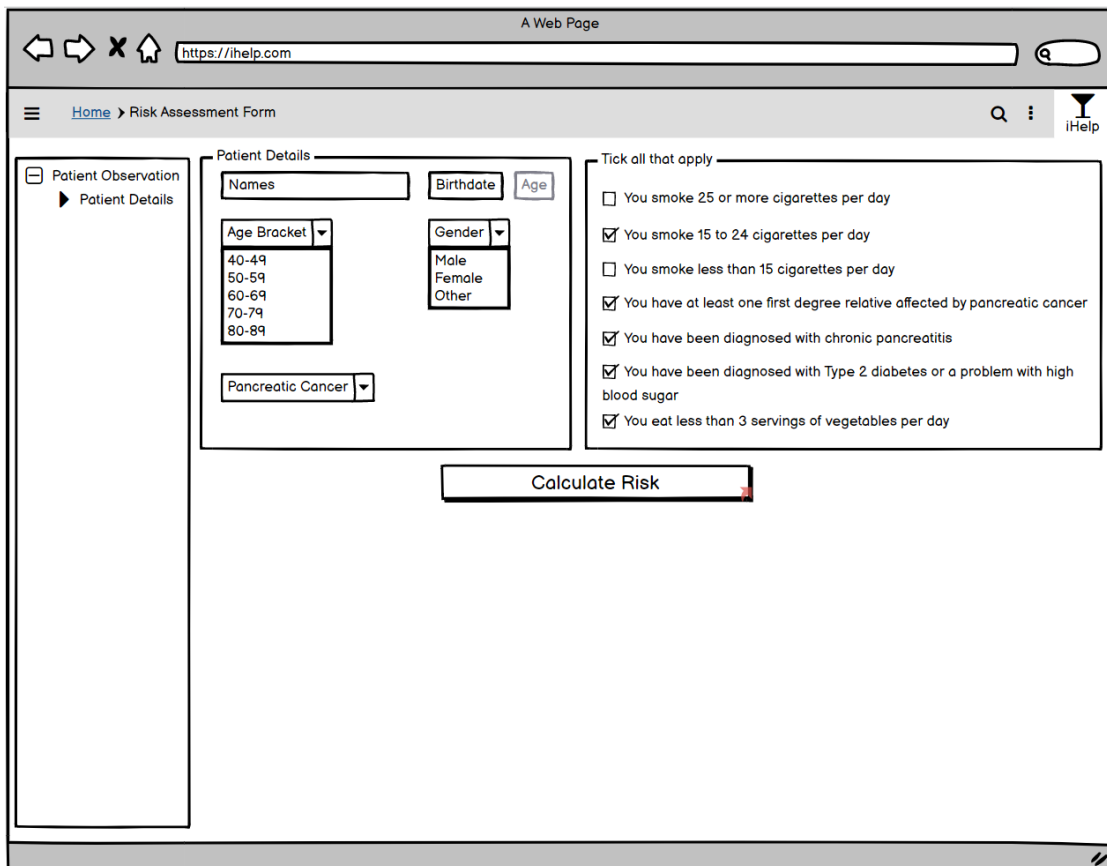 A Web Page
https://ihelp.com
Home
Risk Assessment Form
iHelp
Patient Observation
Patient Details
Patient Details
Names
Birthdate
Age
Age Bracket
40-49
50-59
60-69
70-79
80-89
Gender
Male
Female
Other
Pancreatic Cancer
Tick all that apply
You smoke 25 or more cigarettes per day
You smoke 15 to 24 cigarettes per day
You smoke less than 15 cigarettes per day
You have at least one first degree relative affected by pancreatic cancer
You have been diagnosed with chronic pancreatitis
You have been diagnosed with Type 2 diabetes or a problem with high
blood sugar
You eat less than 3 servings of vegetables per day
Calculate Risk